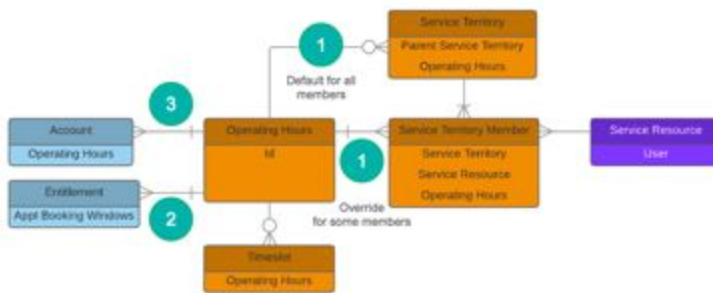 Service Territory
Parent Service Territory
Operating Hours
1
Default for all
members
3
Account
Operating Hours
Operating Hours
Id
1
Service Territory Member
Service Territory
Service Resource
Operating Hours
Service Resource
User
Entitlement
Appt Booking Windows
2
Override
for some members
Timeslot
Operating Hours